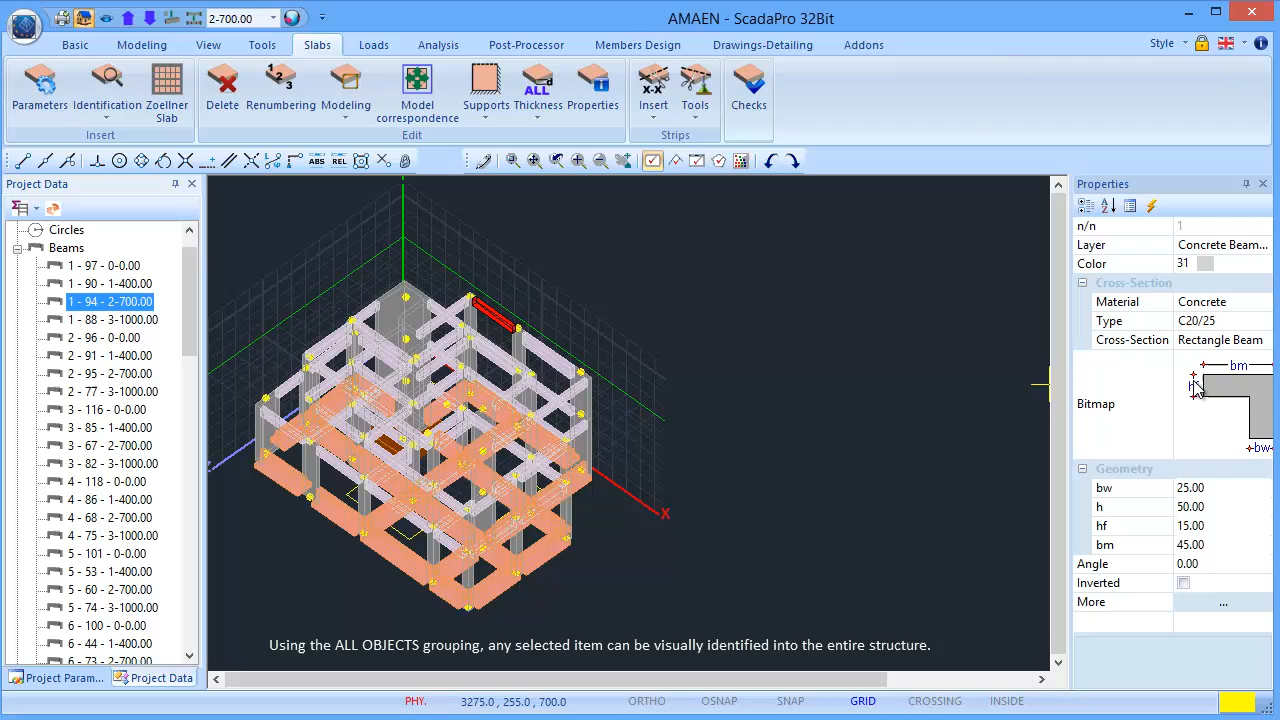 2-700.00
AMAEN - ScadaPro 32Bit
Basic Modeling View Tools Slabs Loads Analysis Post-Processor Members Design Drawings-Detailing Addons Style
Parameters Identification Zoellner Slab Delete Renumbering Modeling Model correspondence Supports Thickness Properties Insert Tools Checks
1 2 3
ALL
X-X
Insert Edit Strips
ABS REL
Project Data
Circles
Beams
1 - 97 - 0-0.00
1 - 90 - 1-400.00
1 - 94 - 2-700.00
1 - 88 - 3-1000.00
2 - 96 - 0-0.00
2 - 91 - 1-400.00
2 - 95 - 2-700.00
2 - 77 - 3-1000.00
3 - 116 - 0-0.00
3 - 85 - 1-400.00
3 - 67 - 2-700.00
3 - 82 - 3-1000.00
4 - 118 - 0-0.00
4 - 86 - 1-400.00
4 - 68 - 2-700.00
4 - 75 - 3-1000.00
5 - 101 - 0-0.00
5 - 53 - 1-400.00
5 - 60 - 2-700.00
5 - 74 - 3-1000.00
6 - 100 - 0-0.00
6 - 44 - 1-400.00
6 - 73 - 2-700.00
Project Param... Project Data
X
Using the ALL OBJECTS grouping, any selected item can be visually identified into the entire structure.
Properties
n/n 1
Layer Concrete Beam...
Color 31
Cross-Section
Material Concrete
Type C20/25
Cross-Section Rectangle Beam
Bitmap
bm
h
bw
Geometry
bw 25.00
h 50.00
hf 15.00
bm 45.00
Angle 0.00
Inverted
More ...
PHY. 3275.0 , 255.0 , 700.0 ORTHO OSNAP SNAP GRID CROSSING INSIDE